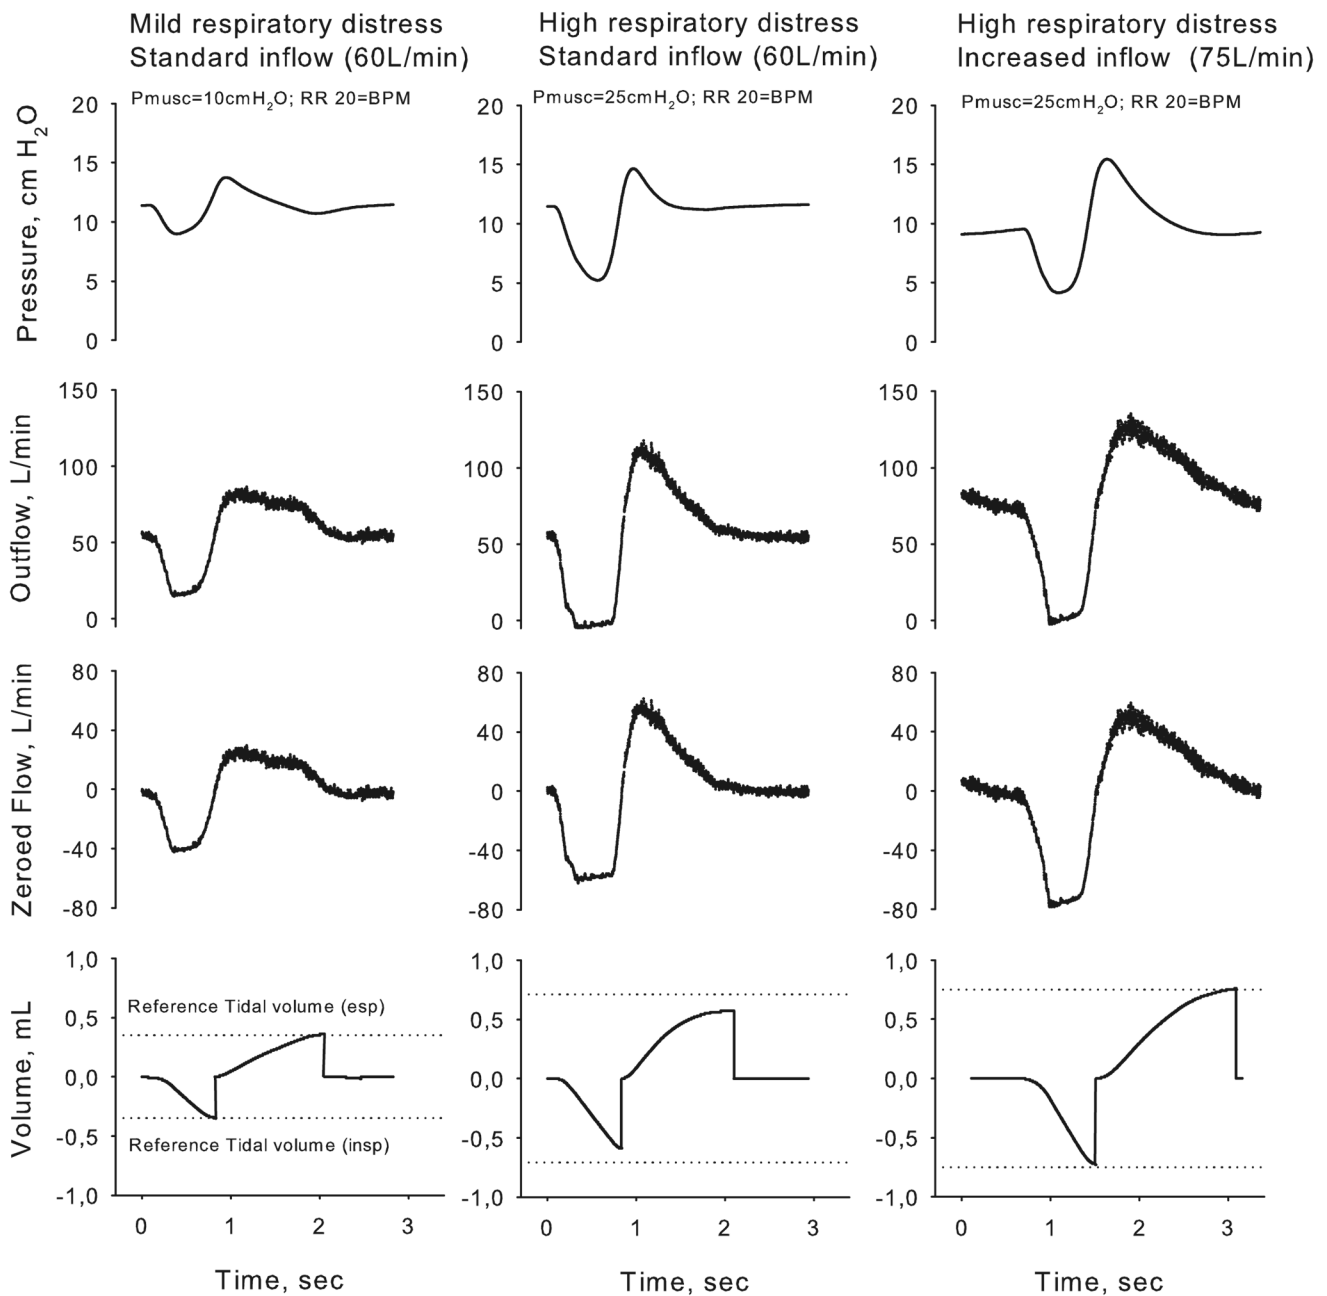 Mild respiratory distress
Standard inflow (60L/min)
High respiratory distress
Standard inflow (60L/min)
High respiratory distress
Increased inflow (75L/min)
Pmusc=10cmH2O; RR 20=BPM
Pmusc=25cmH2O; RR 20=BPM
Pmusc=25cmH2O; RR 20=BPM
Pressure, cm H2O
20
15
10
5
0
20
15
10
5
0
20
15
10
5
0
Outflow, L/min
150
100
50
0
150
100
50
0
150
100
50
0
Zeroed Flow, L/min
80
40
0
-40
-80
80
40
0
-40
-80
80
40
0
-40
-80
Volume, mL
1,0
0,5
0,0
-0,5
-1,0
Reference Tidal volume (esp)
Reference Tidal volume (insp)
1,0
0,5
0,0
-0,5
-1,0
1,0
0,5
0,0
-0,5
-1,0
0 1 2 3
0 1 2 3
0 1 2 3
Time, sec
Time, sec
Time, sec